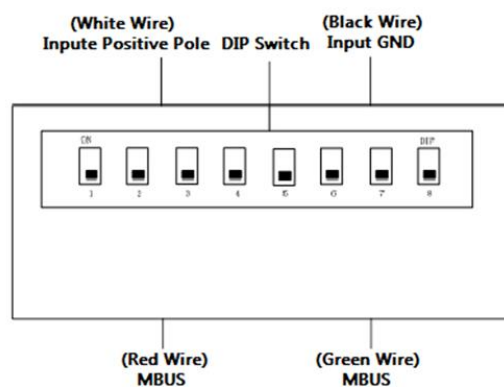 (White Wire)
Inpute Positive Pole
DIP Switch
(Black Wire)
Input GND
ON
DIP
1 2 3 4 5 6 7 8
(Red Wire)
MBUS
(Green Wire)
MBUS